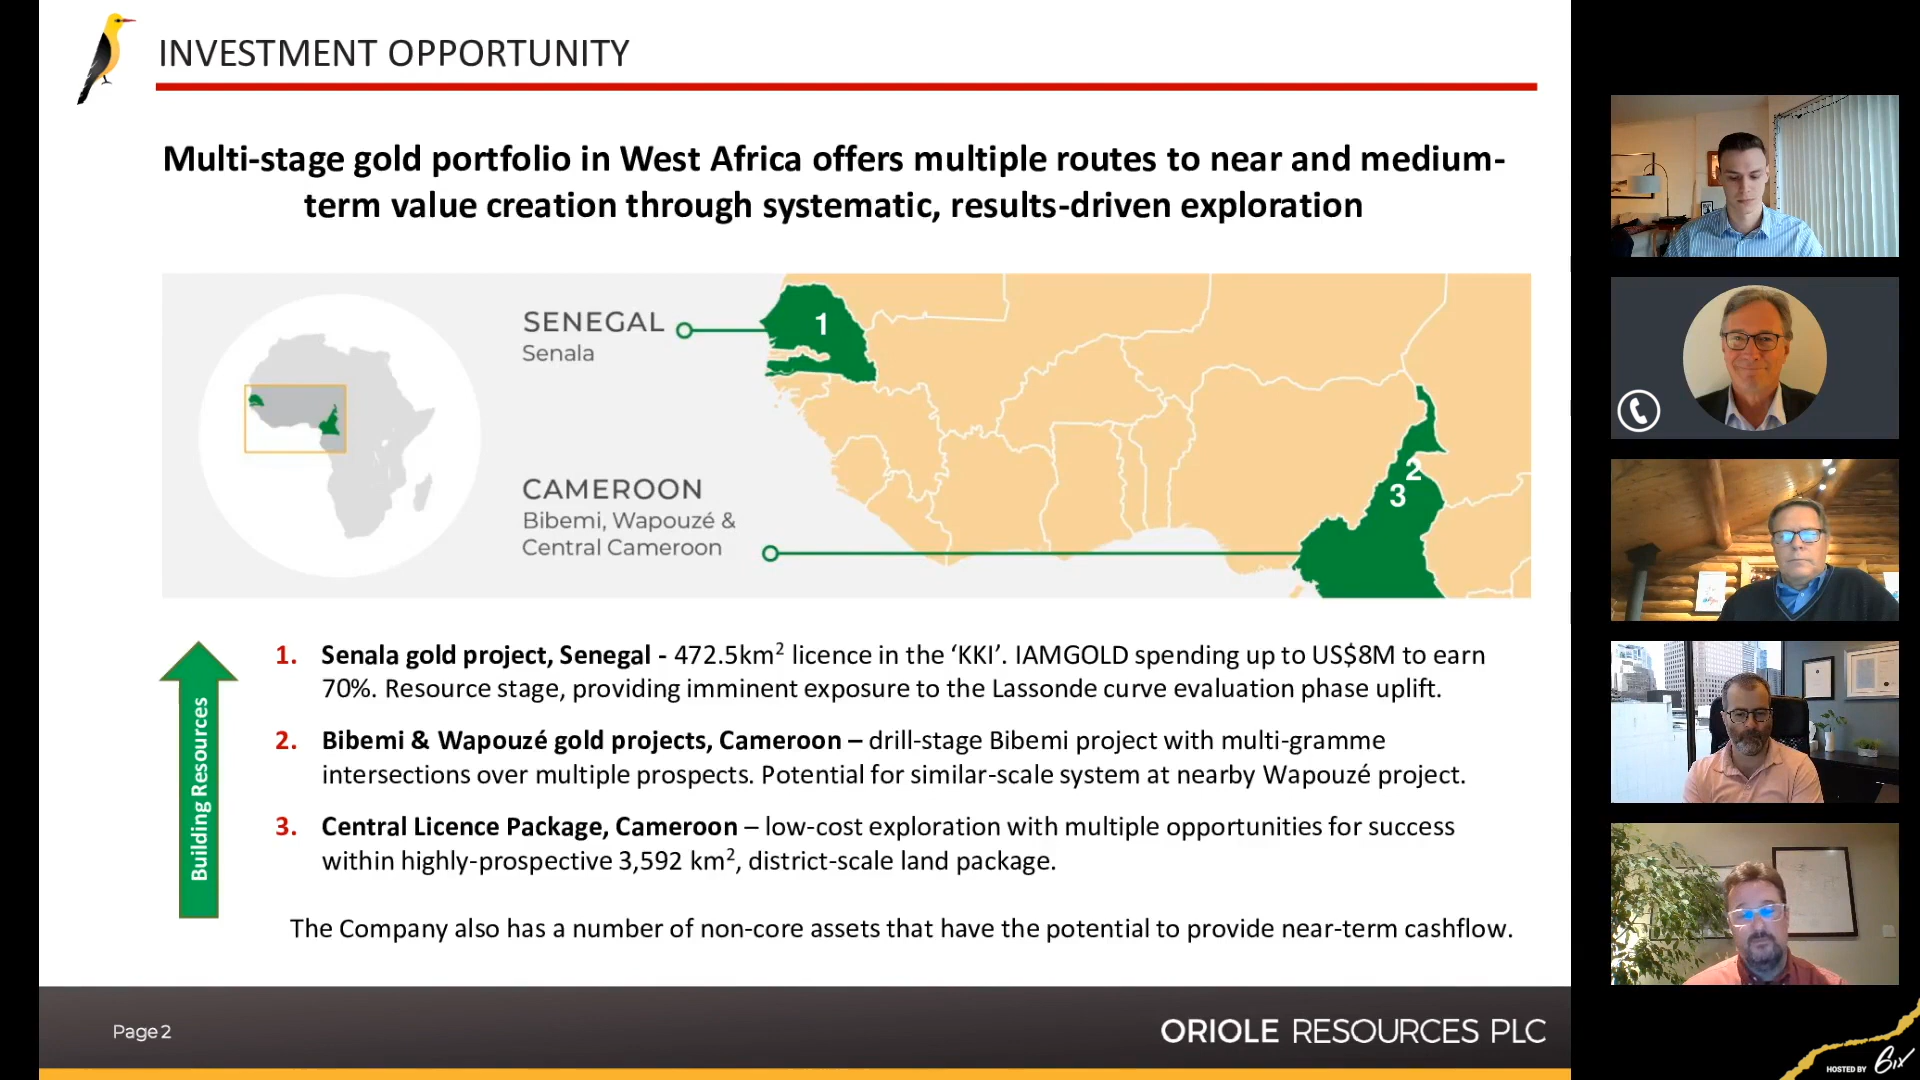 INVESTMENT OPPORTUNITY
Multi-stage gold portfolio in West Africa offers multiple routes to near and medium-
term value creation through systematic, results-driven exploration
SENEGAL
Senala
1
CAMEROON
Bibemi, Wapouzé &
Central Cameroon
2
3
Building Resources
1. Senala gold project, Senegal - 472.5km² licence in the ‘KKI’. IAMGOLD spending up to US$8M to earn
70%. Resource stage, providing imminent exposure to the Lassonde curve evaluation phase uplift.
2. Bibemi & Wapouzé gold projects, Cameroon – drill-stage Bibemi project with multi-gramme
intersections over multiple prospects. Potential for similar-scale system at nearby Wapouzé project.
3. Central Licence Package, Cameroon – low-cost exploration with multiple opportunities for success
within highly-prospective 3,592 km², district-scale land package.
The Company also has a number of non-core assets that have the potential to provide near-term cashflow.
Page 2
ORIOLE RESOURCES PLC
HOSTED BY 6ix